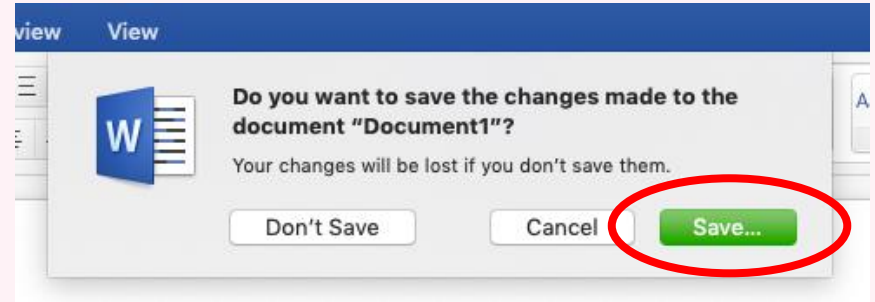 view View
Do you want to save the changes made to the
document “Document1”?
W
Your changes will be lost if you don’t save them.
Don’t Save Cancel Save...